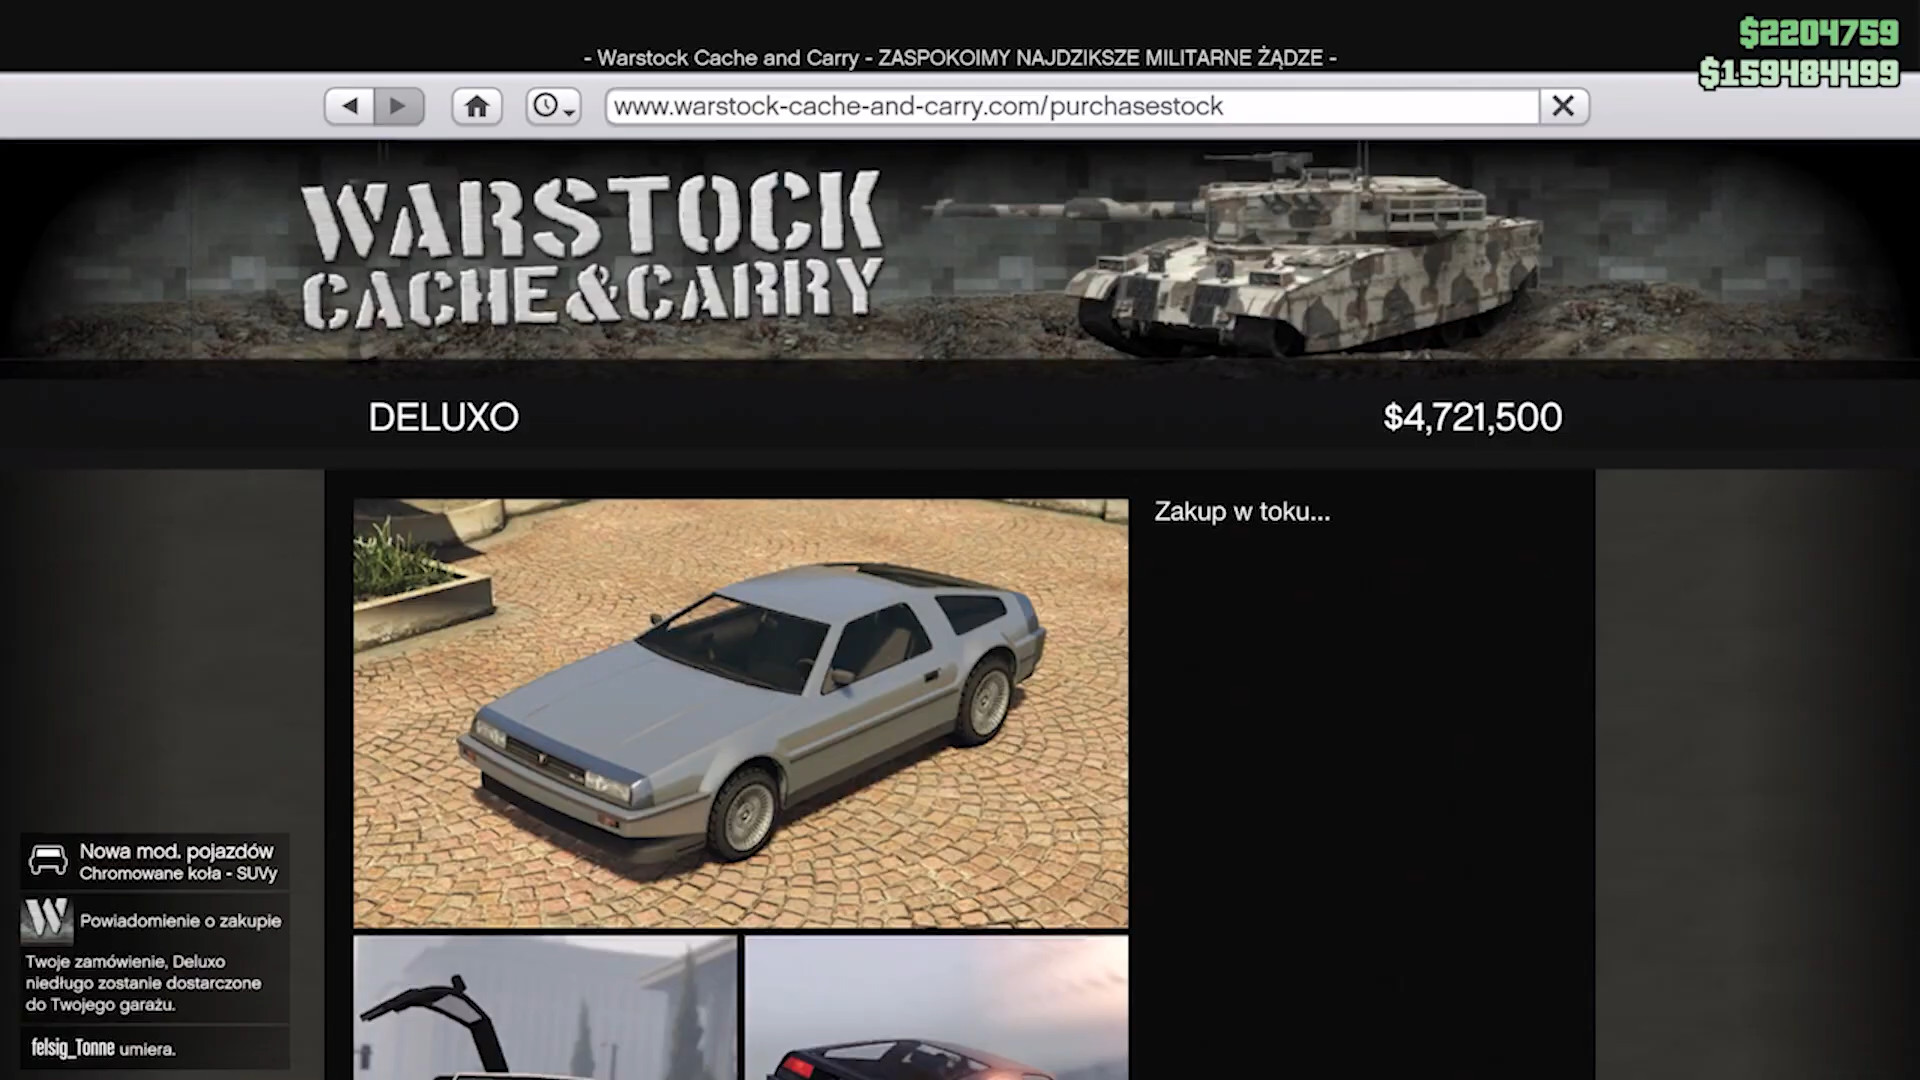 $2204759
- Warstock Cache and Carry - ZASPOKOIMY NAJDZIKSZE MILITARNE ŻĄDZE -
$159484499
www.warstock-cache-and-carry.com/purchasestock
WARSTOCK
CACHE & CARRY
DELUXO
$4,721,500
Zakup w toku...
Nowa mod. pojazdów
Chromowane koła - SUVy
W
Powiadomienie o zakupie
Twoje zamówienie, Deluxo
niedługo zostanie dostarczone
do Twojego garażu.
felsig_Tonne umiera.